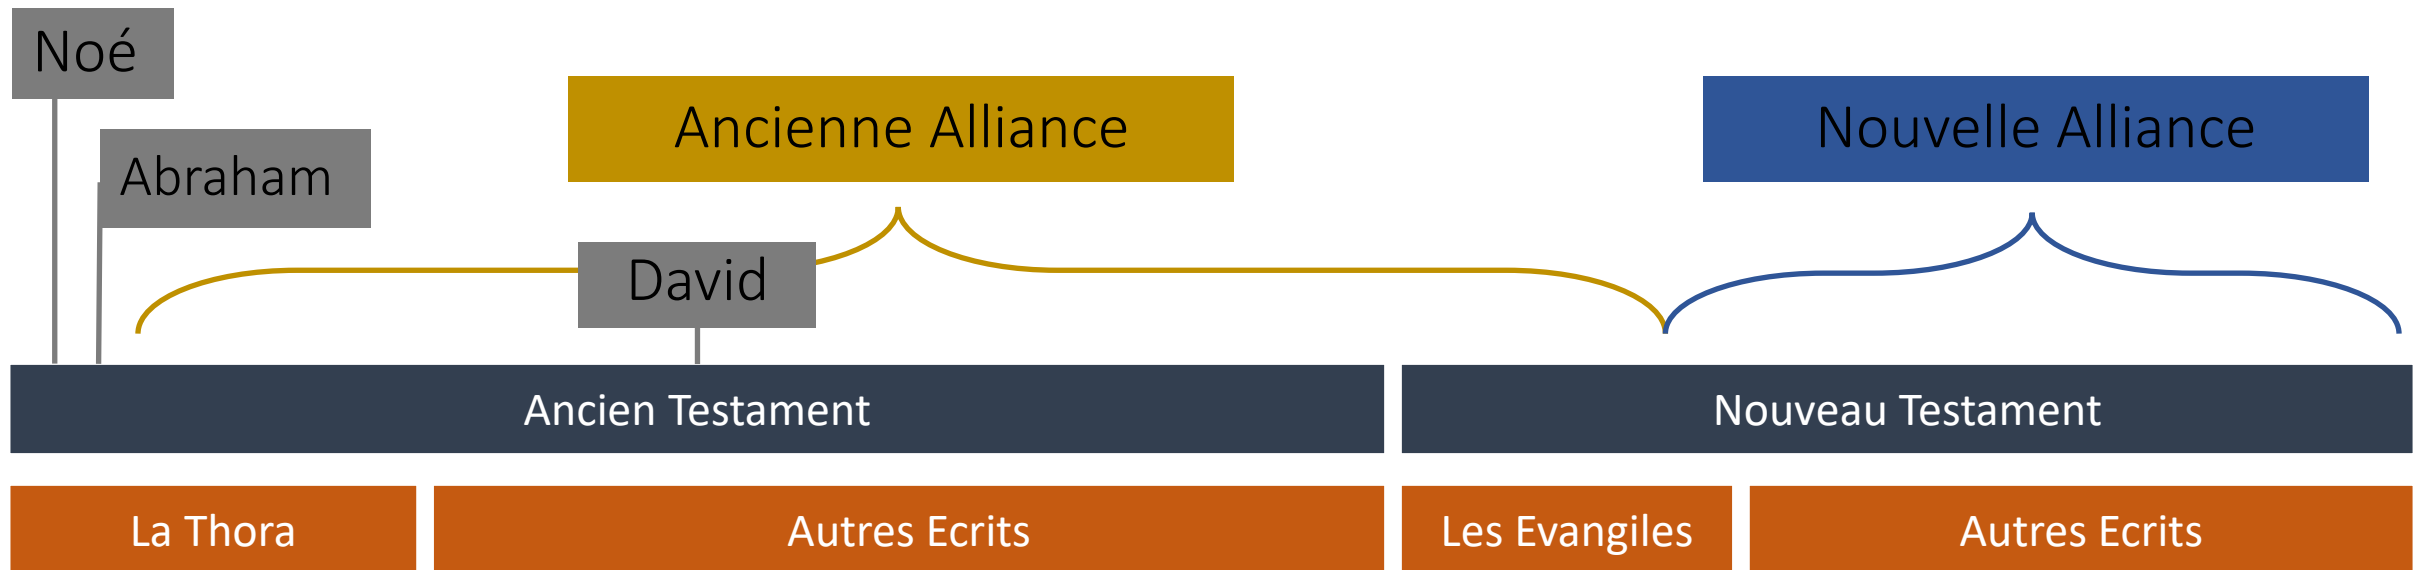 Noé
Abraham
Ancienne Alliance
Nouvelle Alliance
David
Ancien Testament
Nouveau Testament
La Thora
Autres Ecrits
Les Evangiles
Autres Ecrits